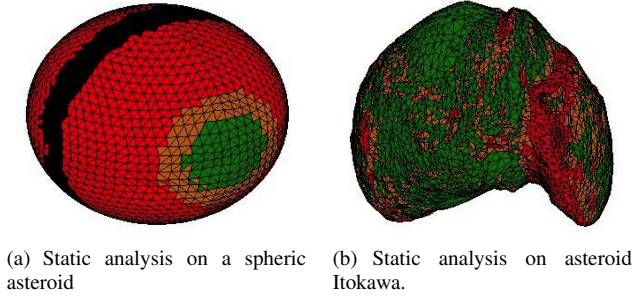 (a) Static analysis on a spheric
asteroid
(b) Static analysis on asteroid
Itokawa.